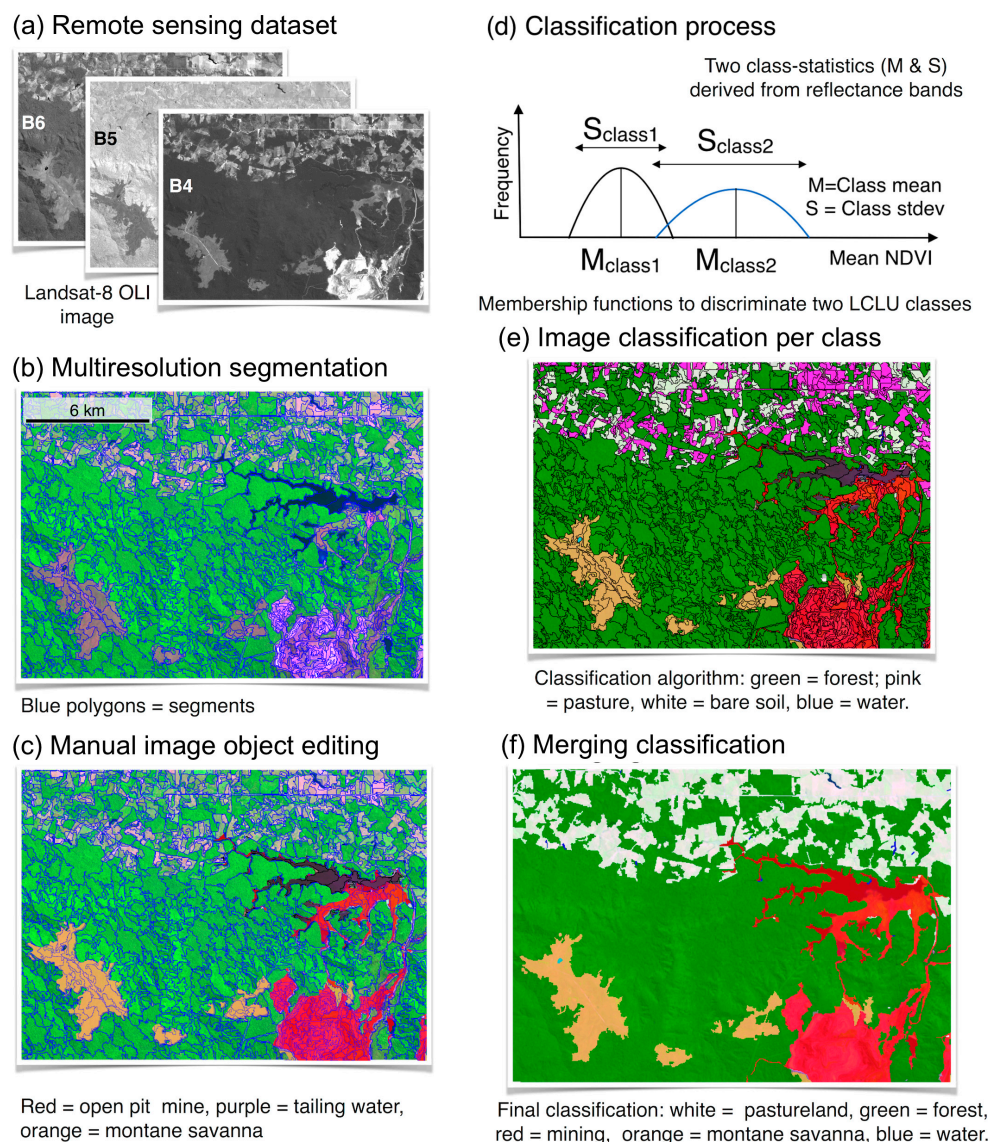 (a) Remote sensing dataset
B6
B5
B4
Landsat-8 OLI
image
(b) Multiresolution segmentation
6 km
Blue polygons = segments
(c) Manual image object editing
Red = open pit mine, purple = tailing water,
orange = montane savanna
(d) Classification process
Two class-statistics (M & S)
derived from reflectance bands
Frequency
Sclass1
Sclass2
M=Class mean
S = Class stdev
Mclass1
Mclass2
Mean NDVI
Membership functions to discriminate two LCLU classes
(e) Image classification per class
Classification algorithm: green = forest; pink
= pasture, white = bare soil, blue = water.
(f) Merging classification
Final classification: white = pastureland, green = forest,
red = mining, orange = montane savanna, blue = water.